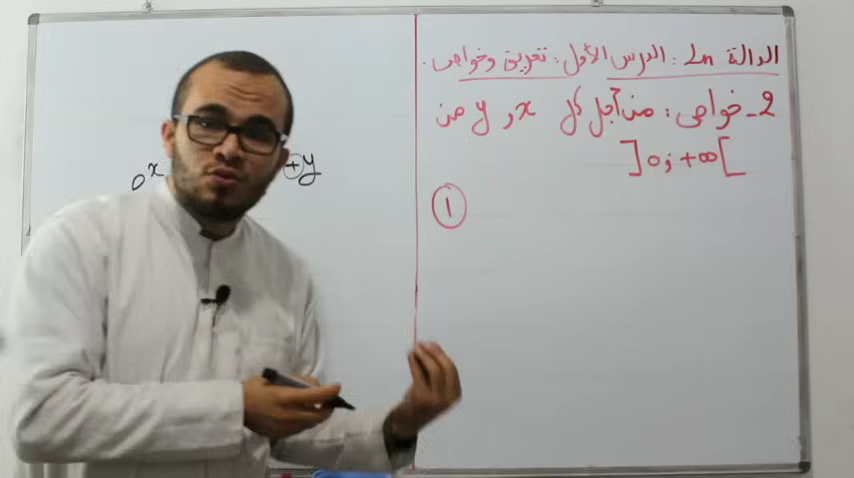 الدالة Ln : الدرس الأول : تعريف وخواص .
2 - خواص : من أجل كل x و y من
]0 ; +∞[
①
e^x
+y